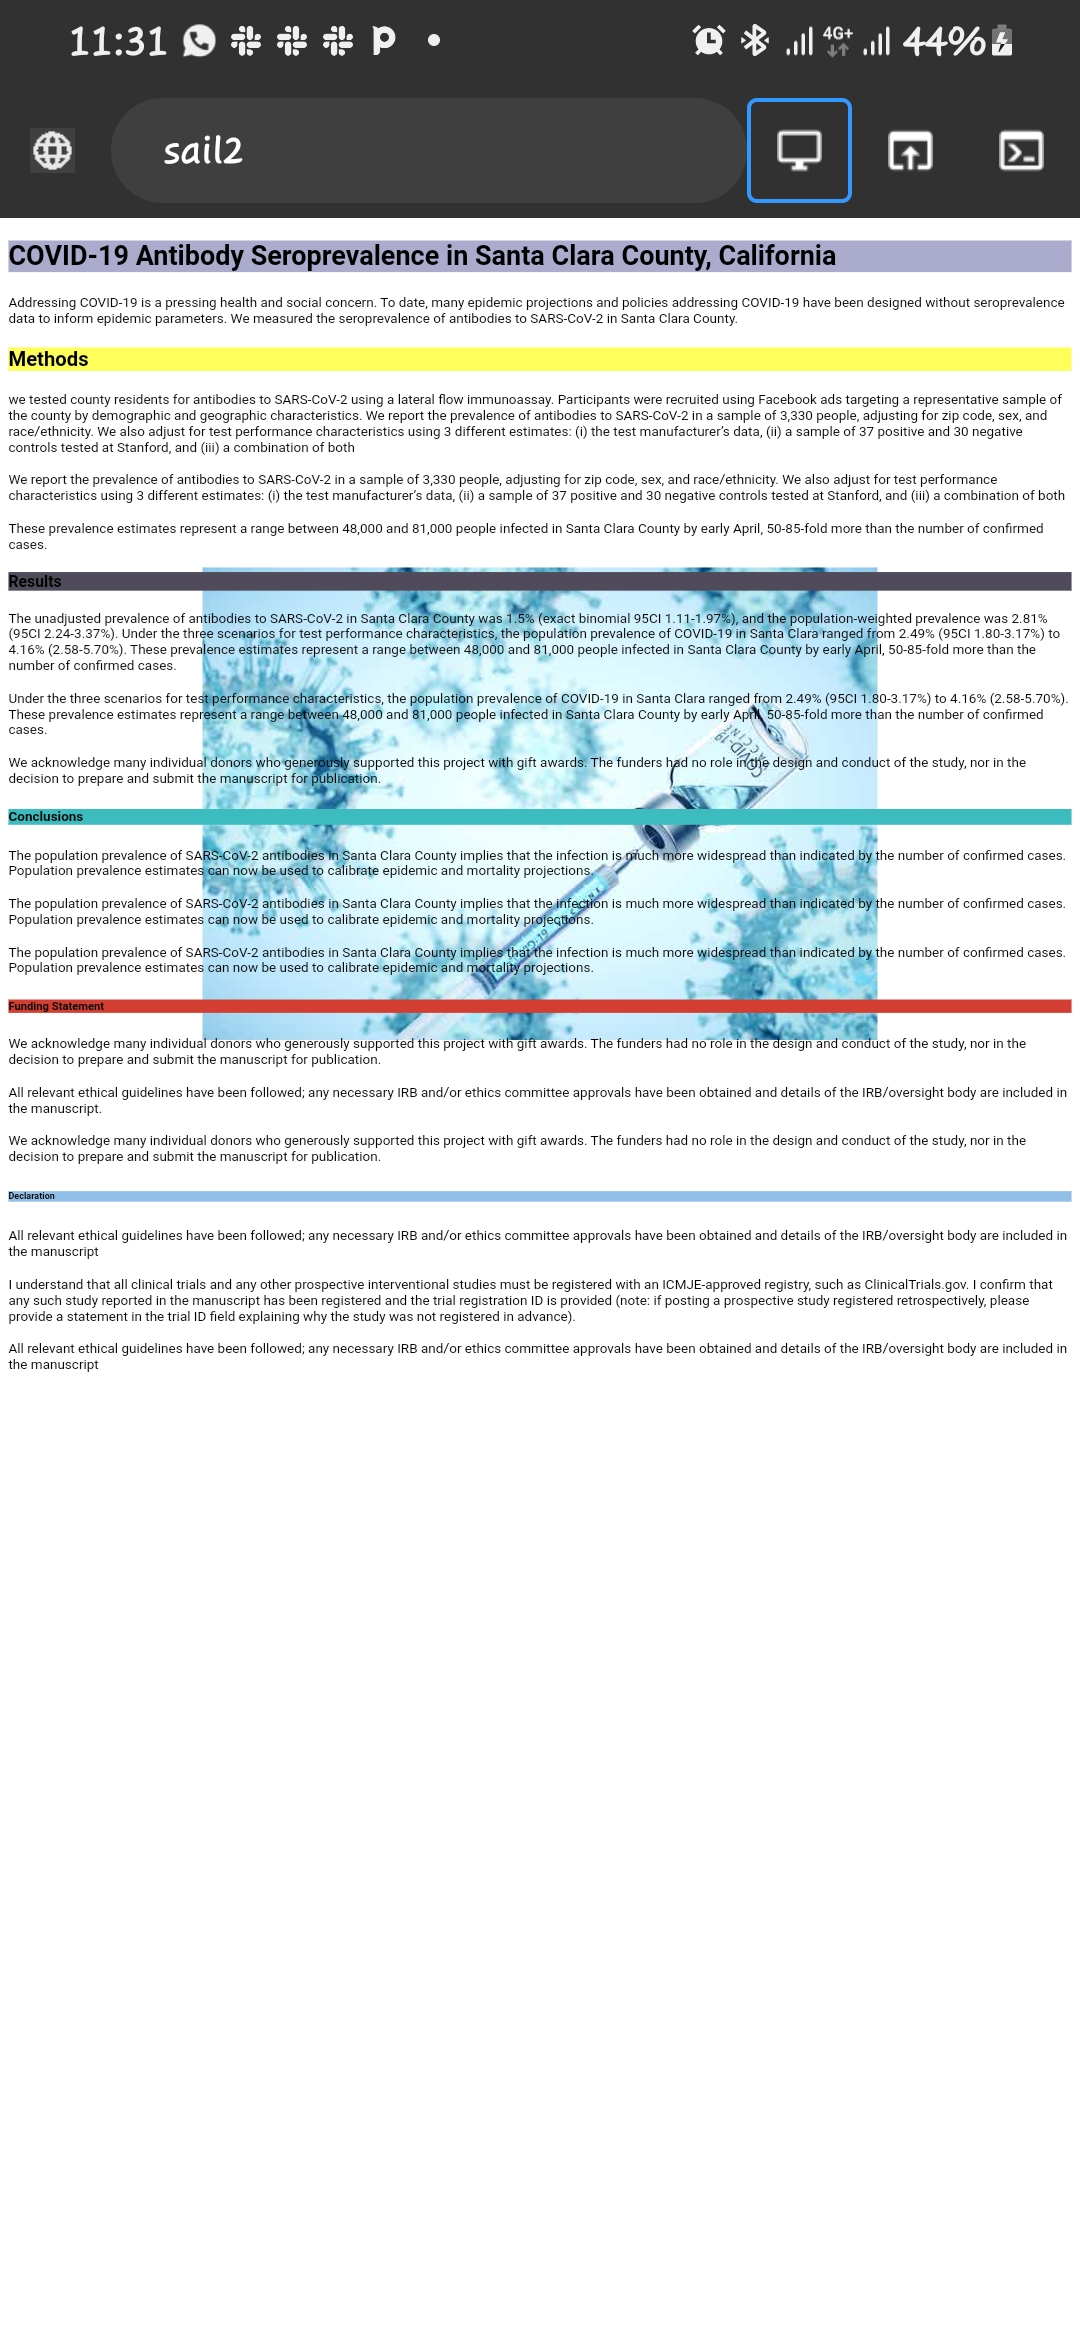 11:31 4G+ 44%
sail2
COVID-19 Antibody Seroprevalence in Santa Clara County, California
Addressing COVID-19 is a pressing health and social concern. To date, many epidemic projections and policies addressing COVID-19 have been designed without seroprevalence
data to inform epidemic parameters. We measured the seroprevalence of antibodies to SARS-CoV-2 in Santa Clara County.
Methods
we tested county residents for antibodies to SARS-CoV-2 using a lateral flow immunoassay. Participants were recruited using Facebook ads targeting a representative sample of
the county by demographic and geographic characteristics. We report the prevalence of antibodies to SARS-CoV-2 in a sample of 3,330 people, adjusting for zip code, sex, and
race/ethnicity. We also adjust for test performance characteristics using 3 different estimates: (i) the test manufacturer's data, (ii) a sample of 37 positive and 30 negative
controls tested at Stanford, and (iii) a combination of both
We report the prevalence of antibodies to SARS-CoV-2 in a sample of 3,330 people, adjusting for zip code, sex, and race/ethnicity. We also adjust for test performance
characteristics using 3 different estimates: (i) the test manufacturer's data, (ii) a sample of 37 positive and 30 negative controls tested at Stanford, and (iii) a combination of both
These prevalence estimates represent a range between 48,000 and 81,000 people infected in Santa Clara County by early April, 50-85-fold more than the number of confirmed
cases.
Results
The unadjusted prevalence of antibodies to SARS-CoV-2 in Santa Clara County was 1.5% (exact binomial 95CI 1.11-1.97%), and the population-weighted prevalence was 2.81%
(95CI 2.24-3.37%). Under the three scenarios for test performance characteristics, the population prevalence of COVID-19 in Santa Clara ranged from 2.49% (95CI 1.80-3.17%) to
4.16% (2.58-5.70%). These prevalence estimates represent a range between 48,000 and 81,000 people infected in Santa Clara County by early April, 50-85-fold more than the
number of confirmed cases.
Under the three scenarios for test performance characteristics, the population prevalence of COVID-19 in Santa Clara ranged from 2.49% (95CI 1.80-3.17%) to 4.16% (2.58-5.70%).
These prevalence estimates represent a range between 48,000 and 81,000 people infected in Santa Clara County by early April, 50-85-fold more than the number of confirmed
cases.
COVID-19
VACCINE
We acknowledge many individual donors who generously supported this project with gift awards. The funders had no role in the design and conduct of the study, nor in the
decision to prepare and submit the manuscript for publication.
Conclusions
The population prevalence of SARS-CoV-2 antibodies in Santa Clara County implies that the infection is much more widespread than indicated by the number of confirmed cases.
Population prevalence estimates can now be used to calibrate epidemic and mortality projections.
The population prevalence of SARS-CoV-2 antibodies in Santa Clara County implies that the infection is much more widespread than indicated by the number of confirmed cases.
Population prevalence estimates can now be used to calibrate epidemic and mortality projections.
COVID-19 VACCINE
The population prevalence of SARS-CoV-2 antibodies in Santa Clara County implies that the infection is much more widespread than indicated by the number of confirmed cases.
Population prevalence estimates can now be used to calibrate epidemic and mortality projections.
Funding Statement
We acknowledge many individual donors who generously supported this project with gift awards. The funders had no role in the design and conduct of the study, nor in the
decision to prepare and submit the manuscript for publication.
All relevant ethical guidelines have been followed; any necessary IRB and/or ethics committee approvals have been obtained and details of the IRB/oversight body are included in
the manuscript.
We acknowledge many individual donors who generously supported this project with gift awards. The funders had no role in the design and conduct of the study, nor in the
decision to prepare and submit the manuscript for publication.
Declaration
All relevant ethical guidelines have been followed; any necessary IRB and/or ethics committee approvals have been obtained and details of the IRB/oversight body are included in
the manuscript
I understand that all clinical trials and any other prospective interventional studies must be registered with an ICMJE-approved registry, such as ClinicalTrials.gov. I confirm that
any such study reported in the manuscript has been registered and the trial registration ID is provided (note: if posting a prospective study registered retrospectively, please
provide a statement in the trial ID field explaining why the study was not registered in advance).
All relevant ethical guidelines have been followed; any necessary IRB and/or ethics committee approvals have been obtained and details of the IRB/oversight body are included in
the manuscript